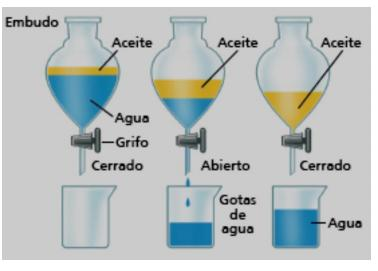 Embudo
Aceite
Aceite
Aceite
Agua
Grifo
Cerrado
Abierto
Cerrado
Gotas
de
agua
Agua